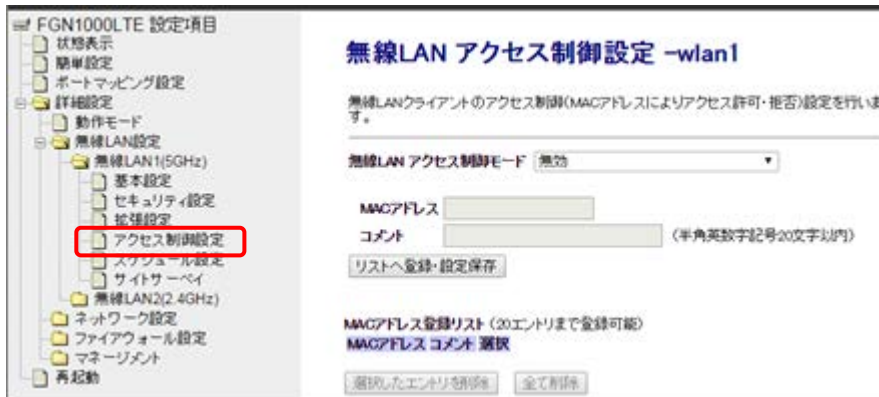 FGN1000LTE 設定項目
状態表示
簡単設定
ポートマッピング設定
詳細設定
動作モード
無線LAN設定
無線LAN1(5GHz)
基本設定
セキュリティ設定
拡張設定
アクセス制御設定
スケジュール設定
サイトサーベイ
無線LAN2(2.4GHz)
ネットワーク設定
ファイアウォール設定
マネージメント
再起動
無線LAN アクセス制御設定 -wlan1
無線LANクライアントのアクセス制御(MACアドレスによりアクセス許可・拒否)設定を行いま
す。
無線LAN アクセス制御モード 無効
MACアドレス
コメント (半角英数字記号20文字以内)
リストへ登録・設定保存
MACアドレス登録リスト (20エントリまで登録可能)
MACアドレス コメント 選択
選択したエントリを削除 全て削除